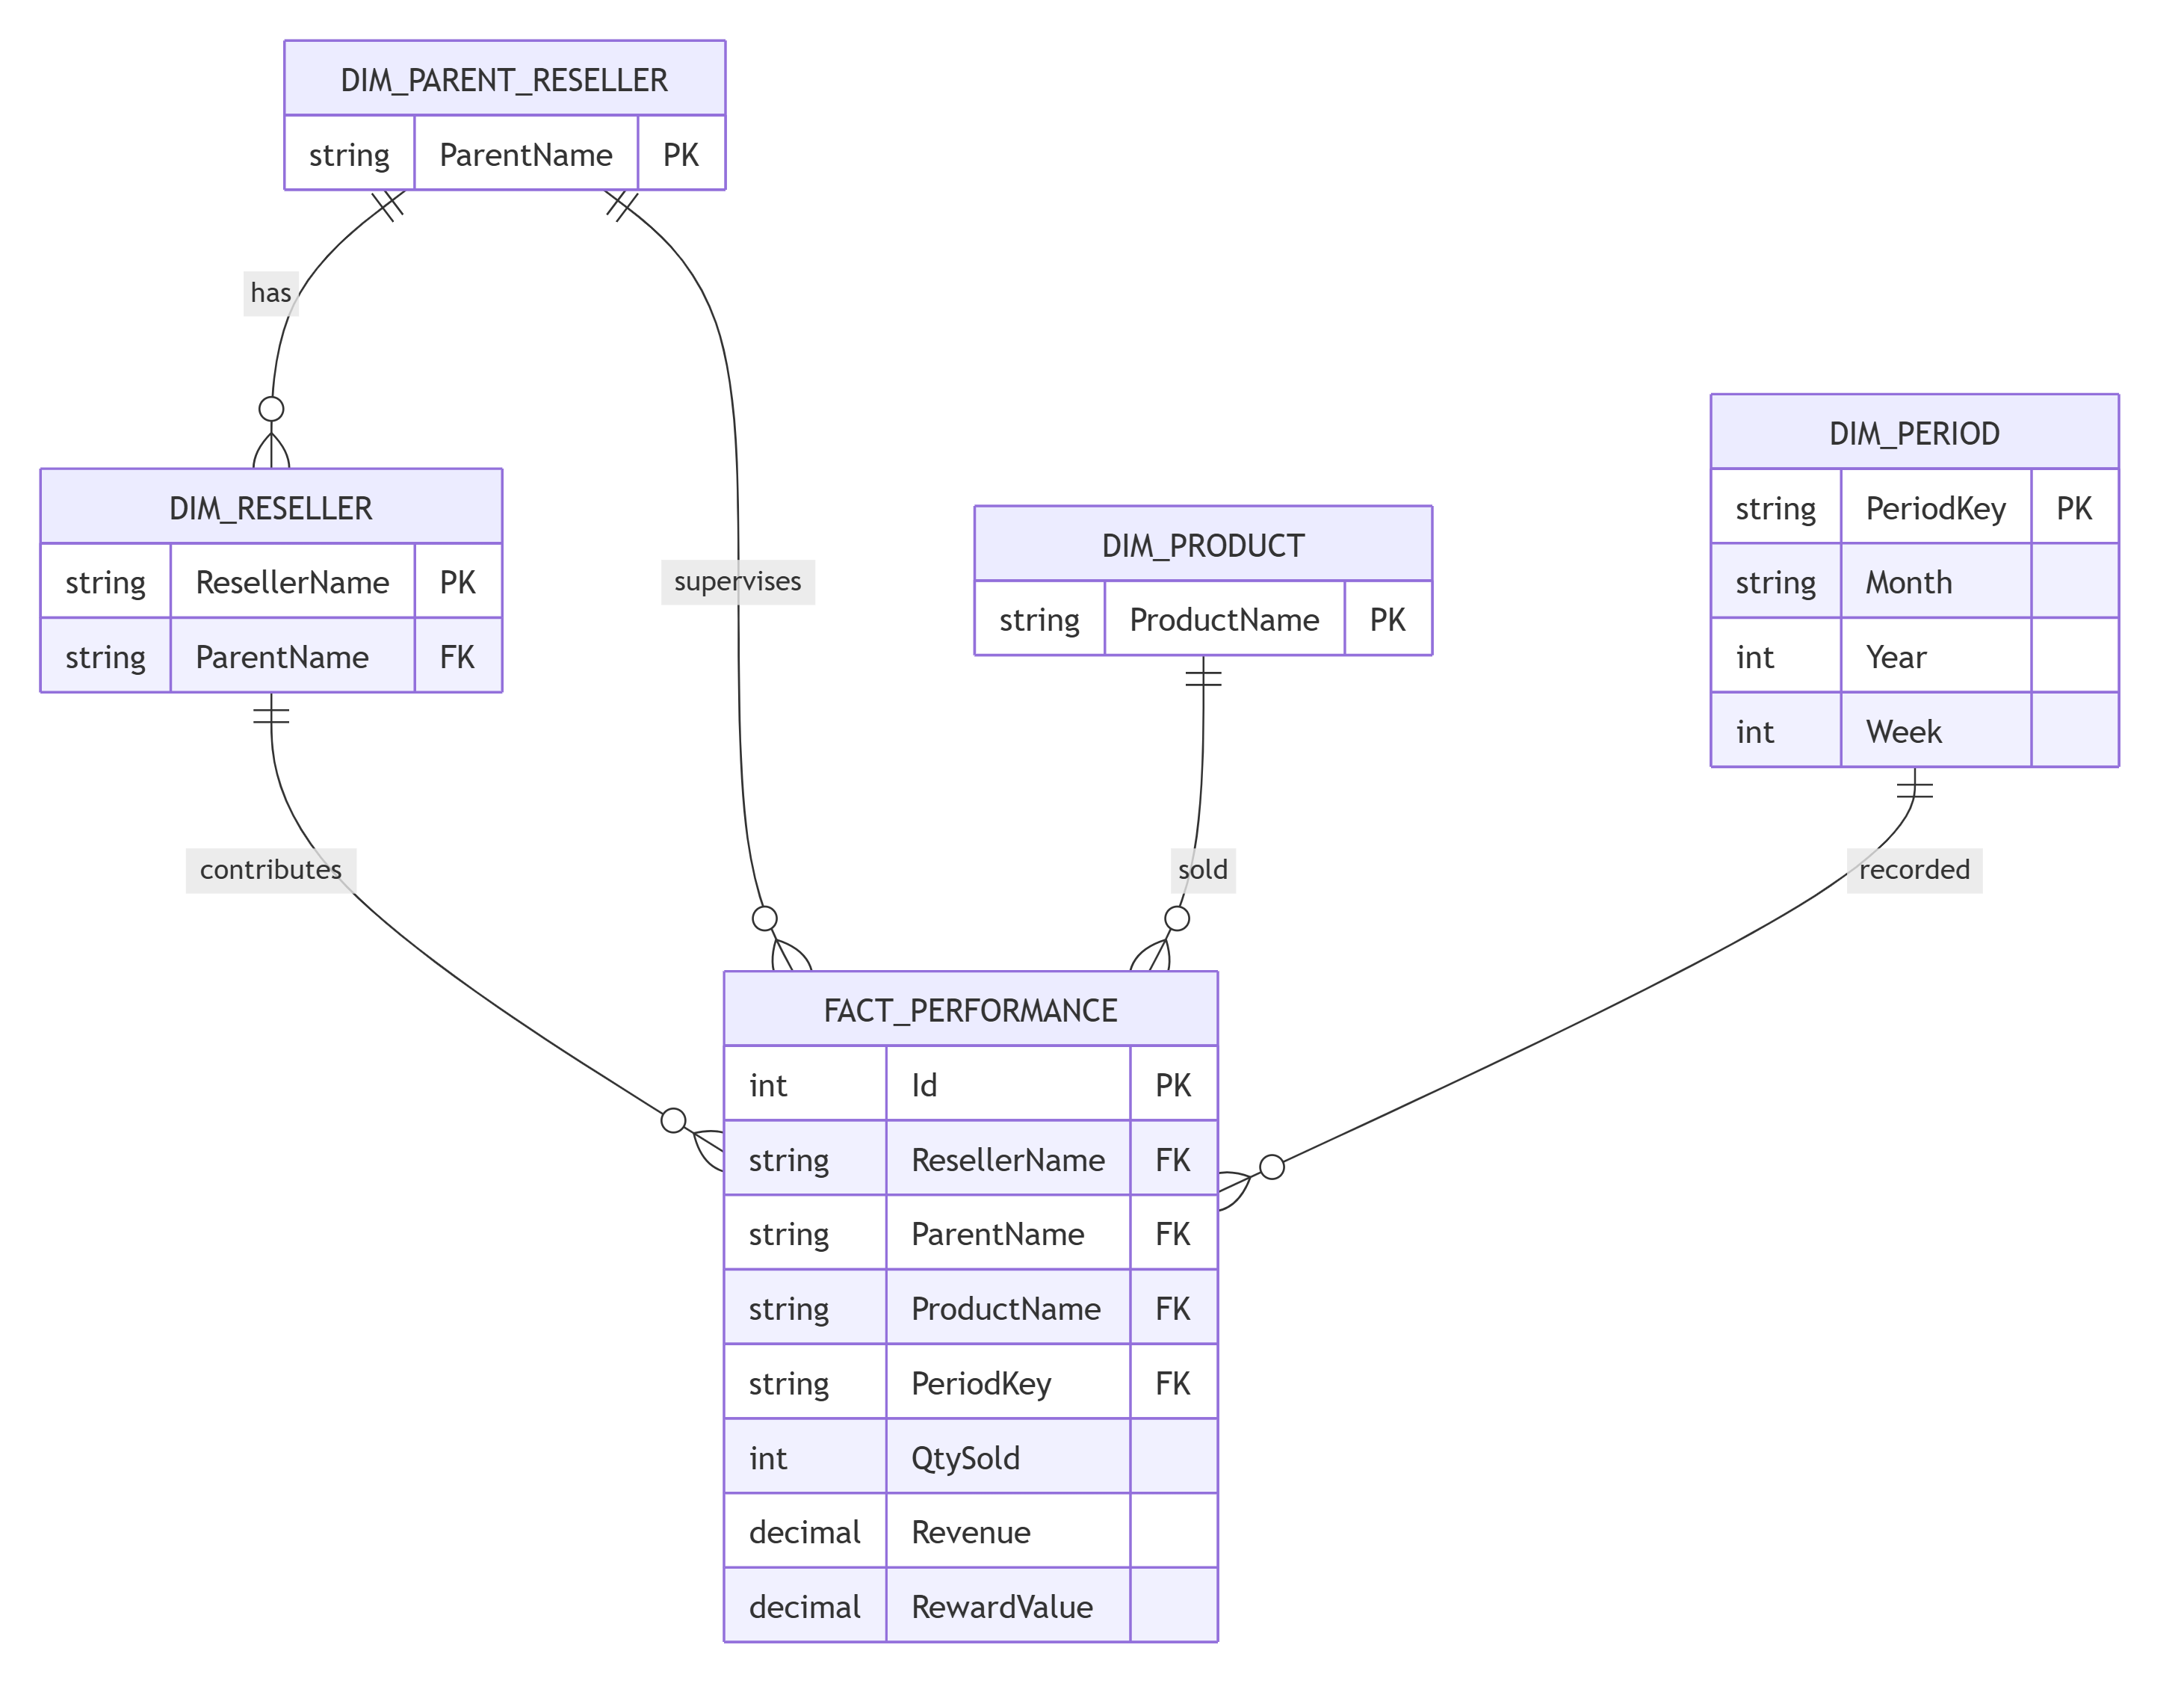 DIM_PARENT_RESELLER
string ParentName PK
has
supervises
DIM_RESELLER
string ResellerName PK
string ParentName FK
DIM_PRODUCT
string ProductName PK
DIM_PERIOD
string PeriodKey PK
string Month
int Year
int Week
contributes
sold
recorded
FACT_PERFORMANCE
int Id PK
string ResellerName FK
string ParentName FK
string ProductName FK
string PeriodKey FK
int QtySold
decimal Revenue
decimal RewardValue